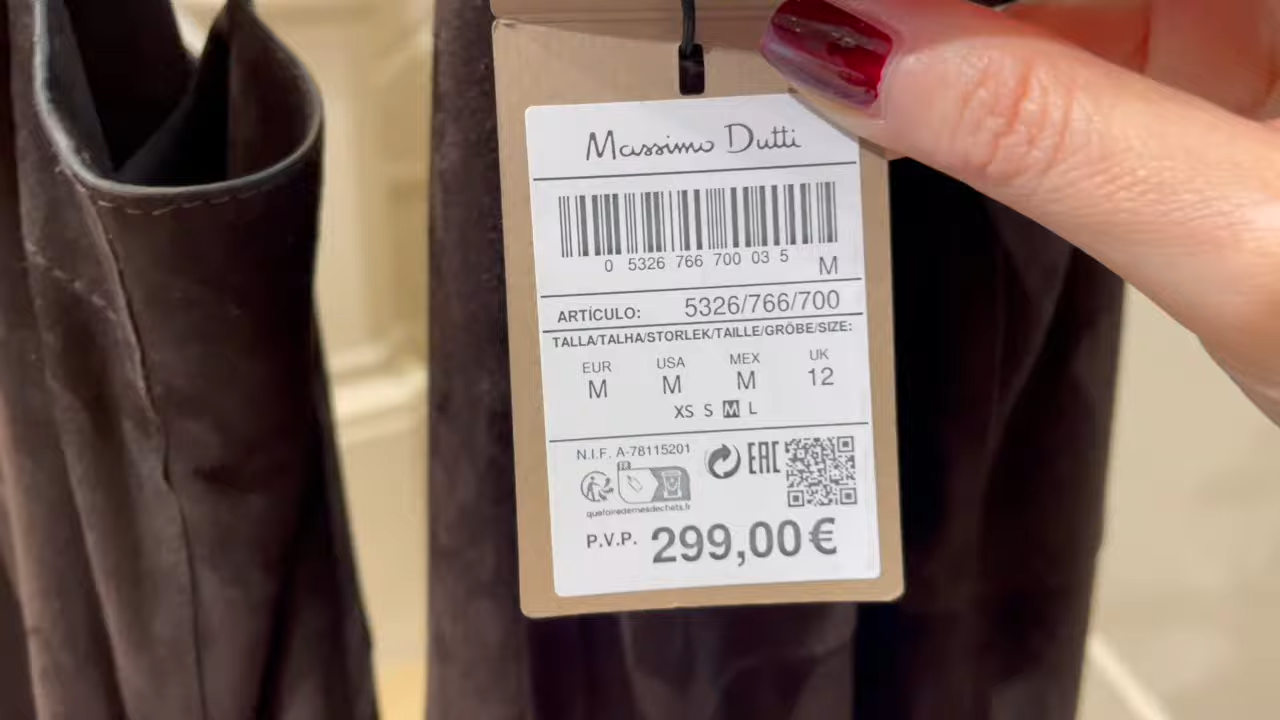 Massimo Dutti
0 5326 766 700 03 5
M
ARTÍCULO: 5326/766/700
TALLA/TALHA/STORLEK/TAILLE/GRÖBE/SIZE:
EUR USA MEX UK
M M M 12
XS S M L
N.I.F. A-78115201
FR
EAC
quefairedemesdechets.fr
P.V.P. 299,00€